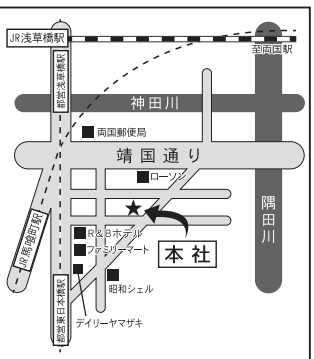 JR浅草橋駅
至両国駅
都営浅草橋駅
神田川
両国郵便局
靖国通り
ローソン
隅田川
R&Bホテル
ファミリーマート
本社
JR馬喰町駅
昭和シェル
都営東日本橋駅
デイリーヤマザキ